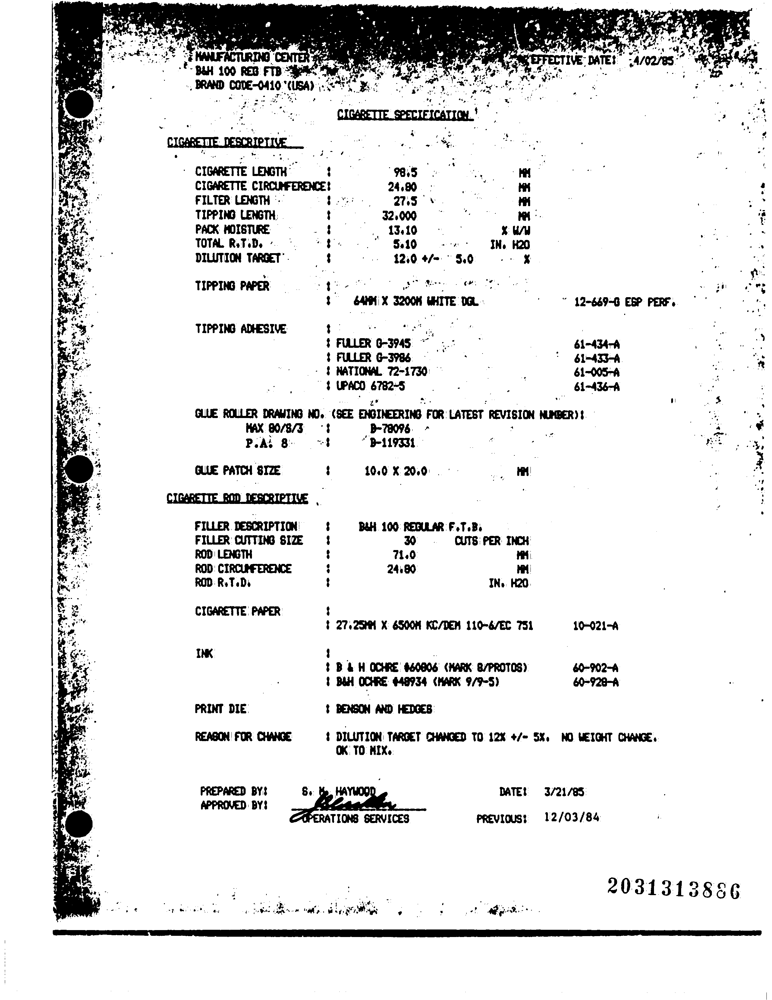 MANUFACTURING CENTER EFFECTIVE DATE: 4/02/85
B&H 100 REG FTB
BRAND CODE-0410 (USA)
CIGARETTE SPECIFICATION
CIGARETTE DESCRIPTIVE
CIGARETTE LENGTH : 98.5 MM
CIGARETTE CIRCUMFERENCE: 24.80 MM
FILTER LENGTH : 27.5 MM
TIPPING LENGTH : 32.000 MM
PACK MOISTURE : 13.10 % W/W
TOTAL R.T.D. : 5.10 IN. H2O
DILUTION TARGET : 12.0 +/- 5.0 %
TIPPING PAPER :
: 64MM X 3200M WHITE DGL 12-669-G ESP PERF.
TIPPING ADHESIVE :
: FULLER G-3945 61-434-A
: FULLER G-3986 61-433-A
: NATIONAL 72-1730 61-005-A
: UPACO 6782-5 61-436-A
GLUE ROLLER DRAWING NO. (SEE ENGINEERING FOR LATEST REVISION NUMBER):
MAX 80/8/3 : B-78096
P.A. 8 : B-119331
GLUE PATCH SIZE : 10.0 X 20.0 MM
CIGARETTE ROD DESCRIPTIVE
FILLER DESCRIPTION : B&H 100 REGULAR F.T.B.
FILLER CUTTING SIZE : 30 CUTS PER INCH
ROD LENGTH : 71.0 MM
ROD CIRCUMFERENCE : 24.80 MM
ROD R.T.D. : IN. H2O
CIGARETTE PAPER :
: 27.25MM X 6500M KC/DEM 110-6/EC 751 10-021-A
INK :
: B & H OCHRE #60806 (MARK 8/PROTOS) 60-902-A
: B&H OCHRE #48934 (MARK 9/9-5) 60-928-A
PRINT DIE : BENSON AND HEDGES
REASON FOR CHANGE : DILUTION TARGET CHANGED TO 12% +/- 5%. NO WEIGHT CHANGE.
OK TO MIX.
PREPARED BY: S. H. HAYWOOD DATE: 3/21/85
APPROVED BY:
OPERATIONS SERVICES PREVIOUS: 12/03/84
2031313886